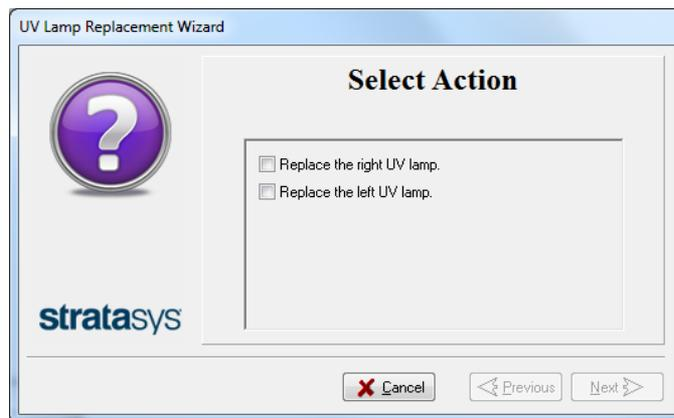 UV Lamp Replacement Wizard
Select Action
Replace the right UV lamp.
Replace the left UV lamp.
stratasys
Cancel
Previous
Next